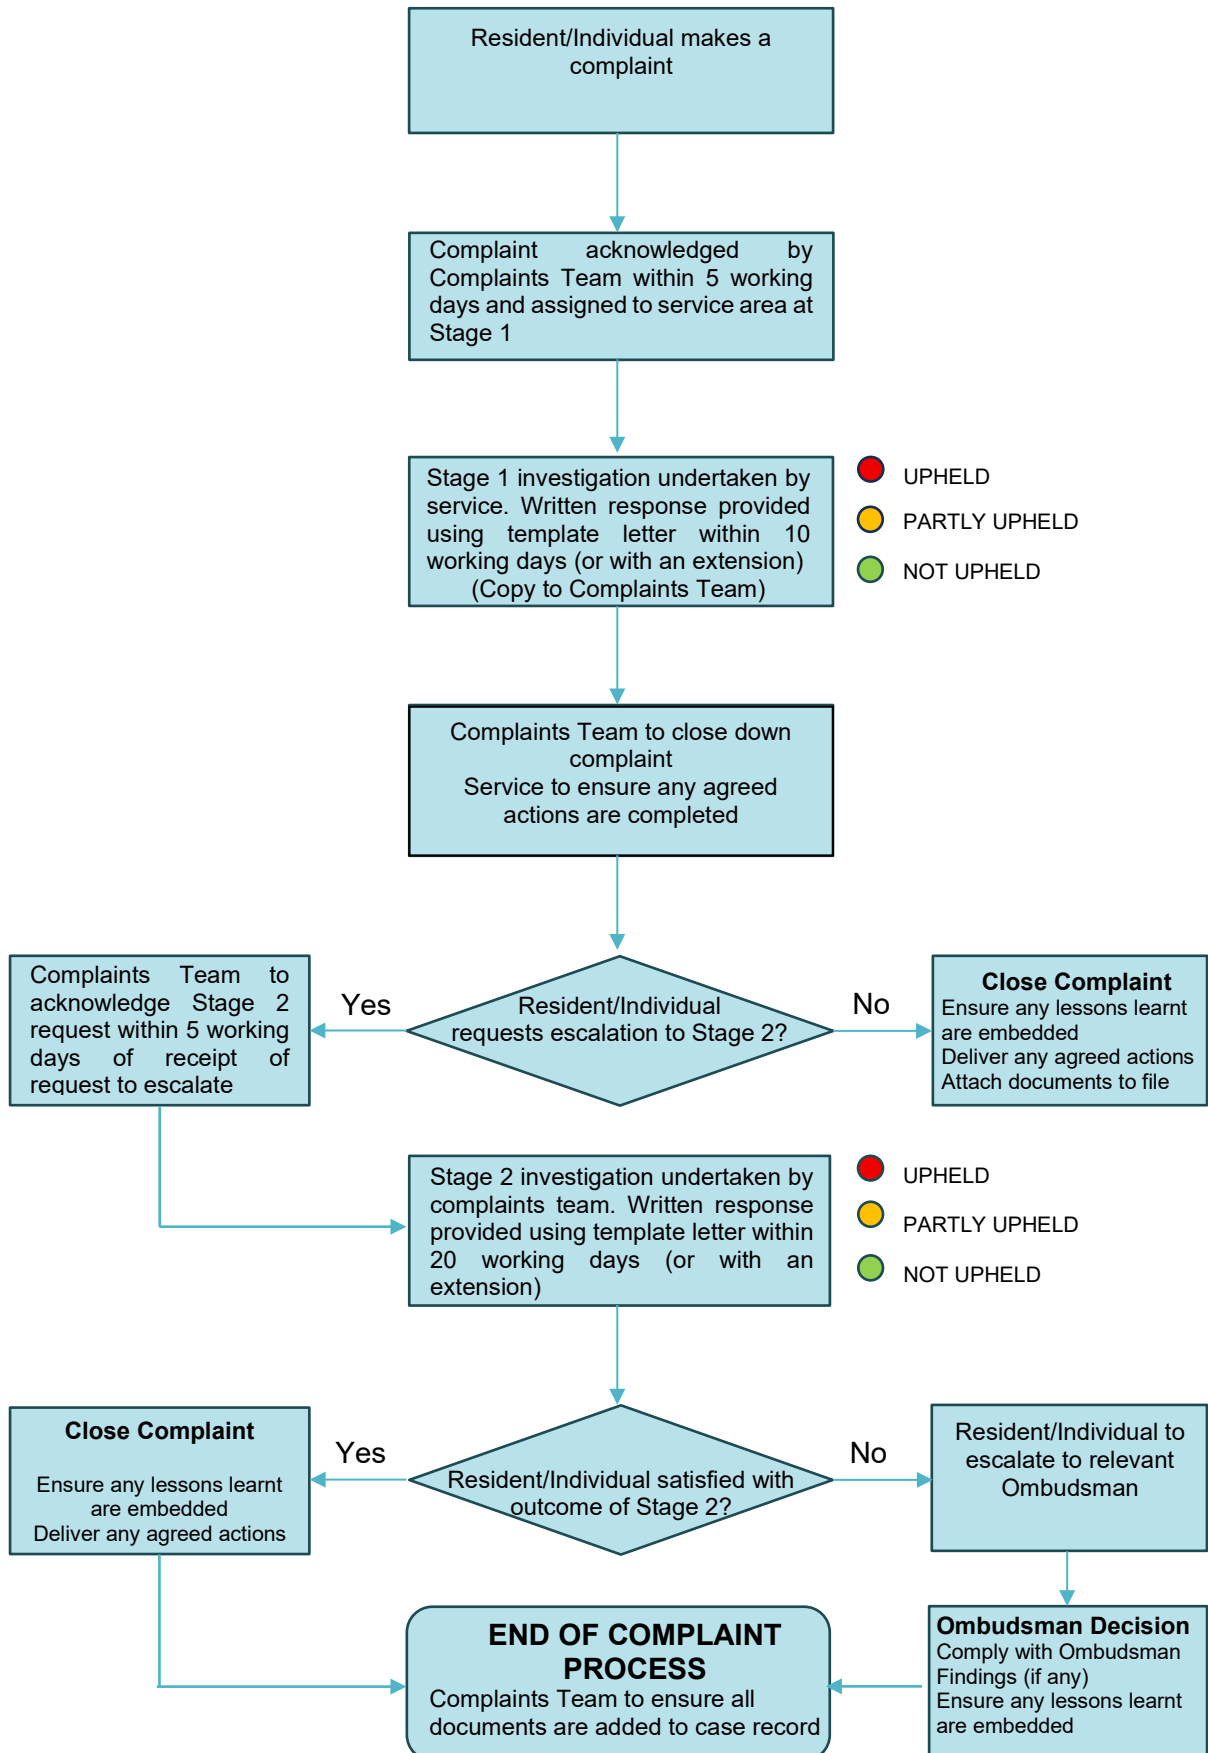 Resident/Individual makes a
complaint
Complaint acknowledged by
Complaints Team within 5 working
days and assigned to service area at
Stage 1
Stage 1 investigation undertaken by
service. Written response provided
using template letter within 10
working days (or with an extension)
(Copy to Complaints Team)
UPHELD
PARTLY UPHELD
NOT UPHELD
Complaints Team to close down
complaint
Service to ensure any agreed
actions are completed
Resident/Individual
requests escalation to Stage 2?
Yes
No
Complaints Team to
acknowledge Stage 2
request within 5 working
days of receipt of
request to escalate
Close Complaint
Ensure any lessons learnt
are embedded
Deliver any agreed actions
Attach documents to file
Stage 2 investigation undertaken by
complaints team. Written response
provided using template letter within
20 working days (or with an
extension)
UPHELD
PARTLY UPHELD
NOT UPHELD
Resident/Individual satisfied with
outcome of Stage 2?
Yes
No
Close Complaint
Ensure any lessons learnt
are embedded
Deliver any agreed actions
Resident/Individual to
escalate to relevant
Ombudsman
Ombudsman Decision
Comply with Ombudsman
Findings (if any)
Ensure any lessons learnt
are embedded
END OF COMPLAINT
PROCESS
Complaints Team to ensure all
documents are added to case record